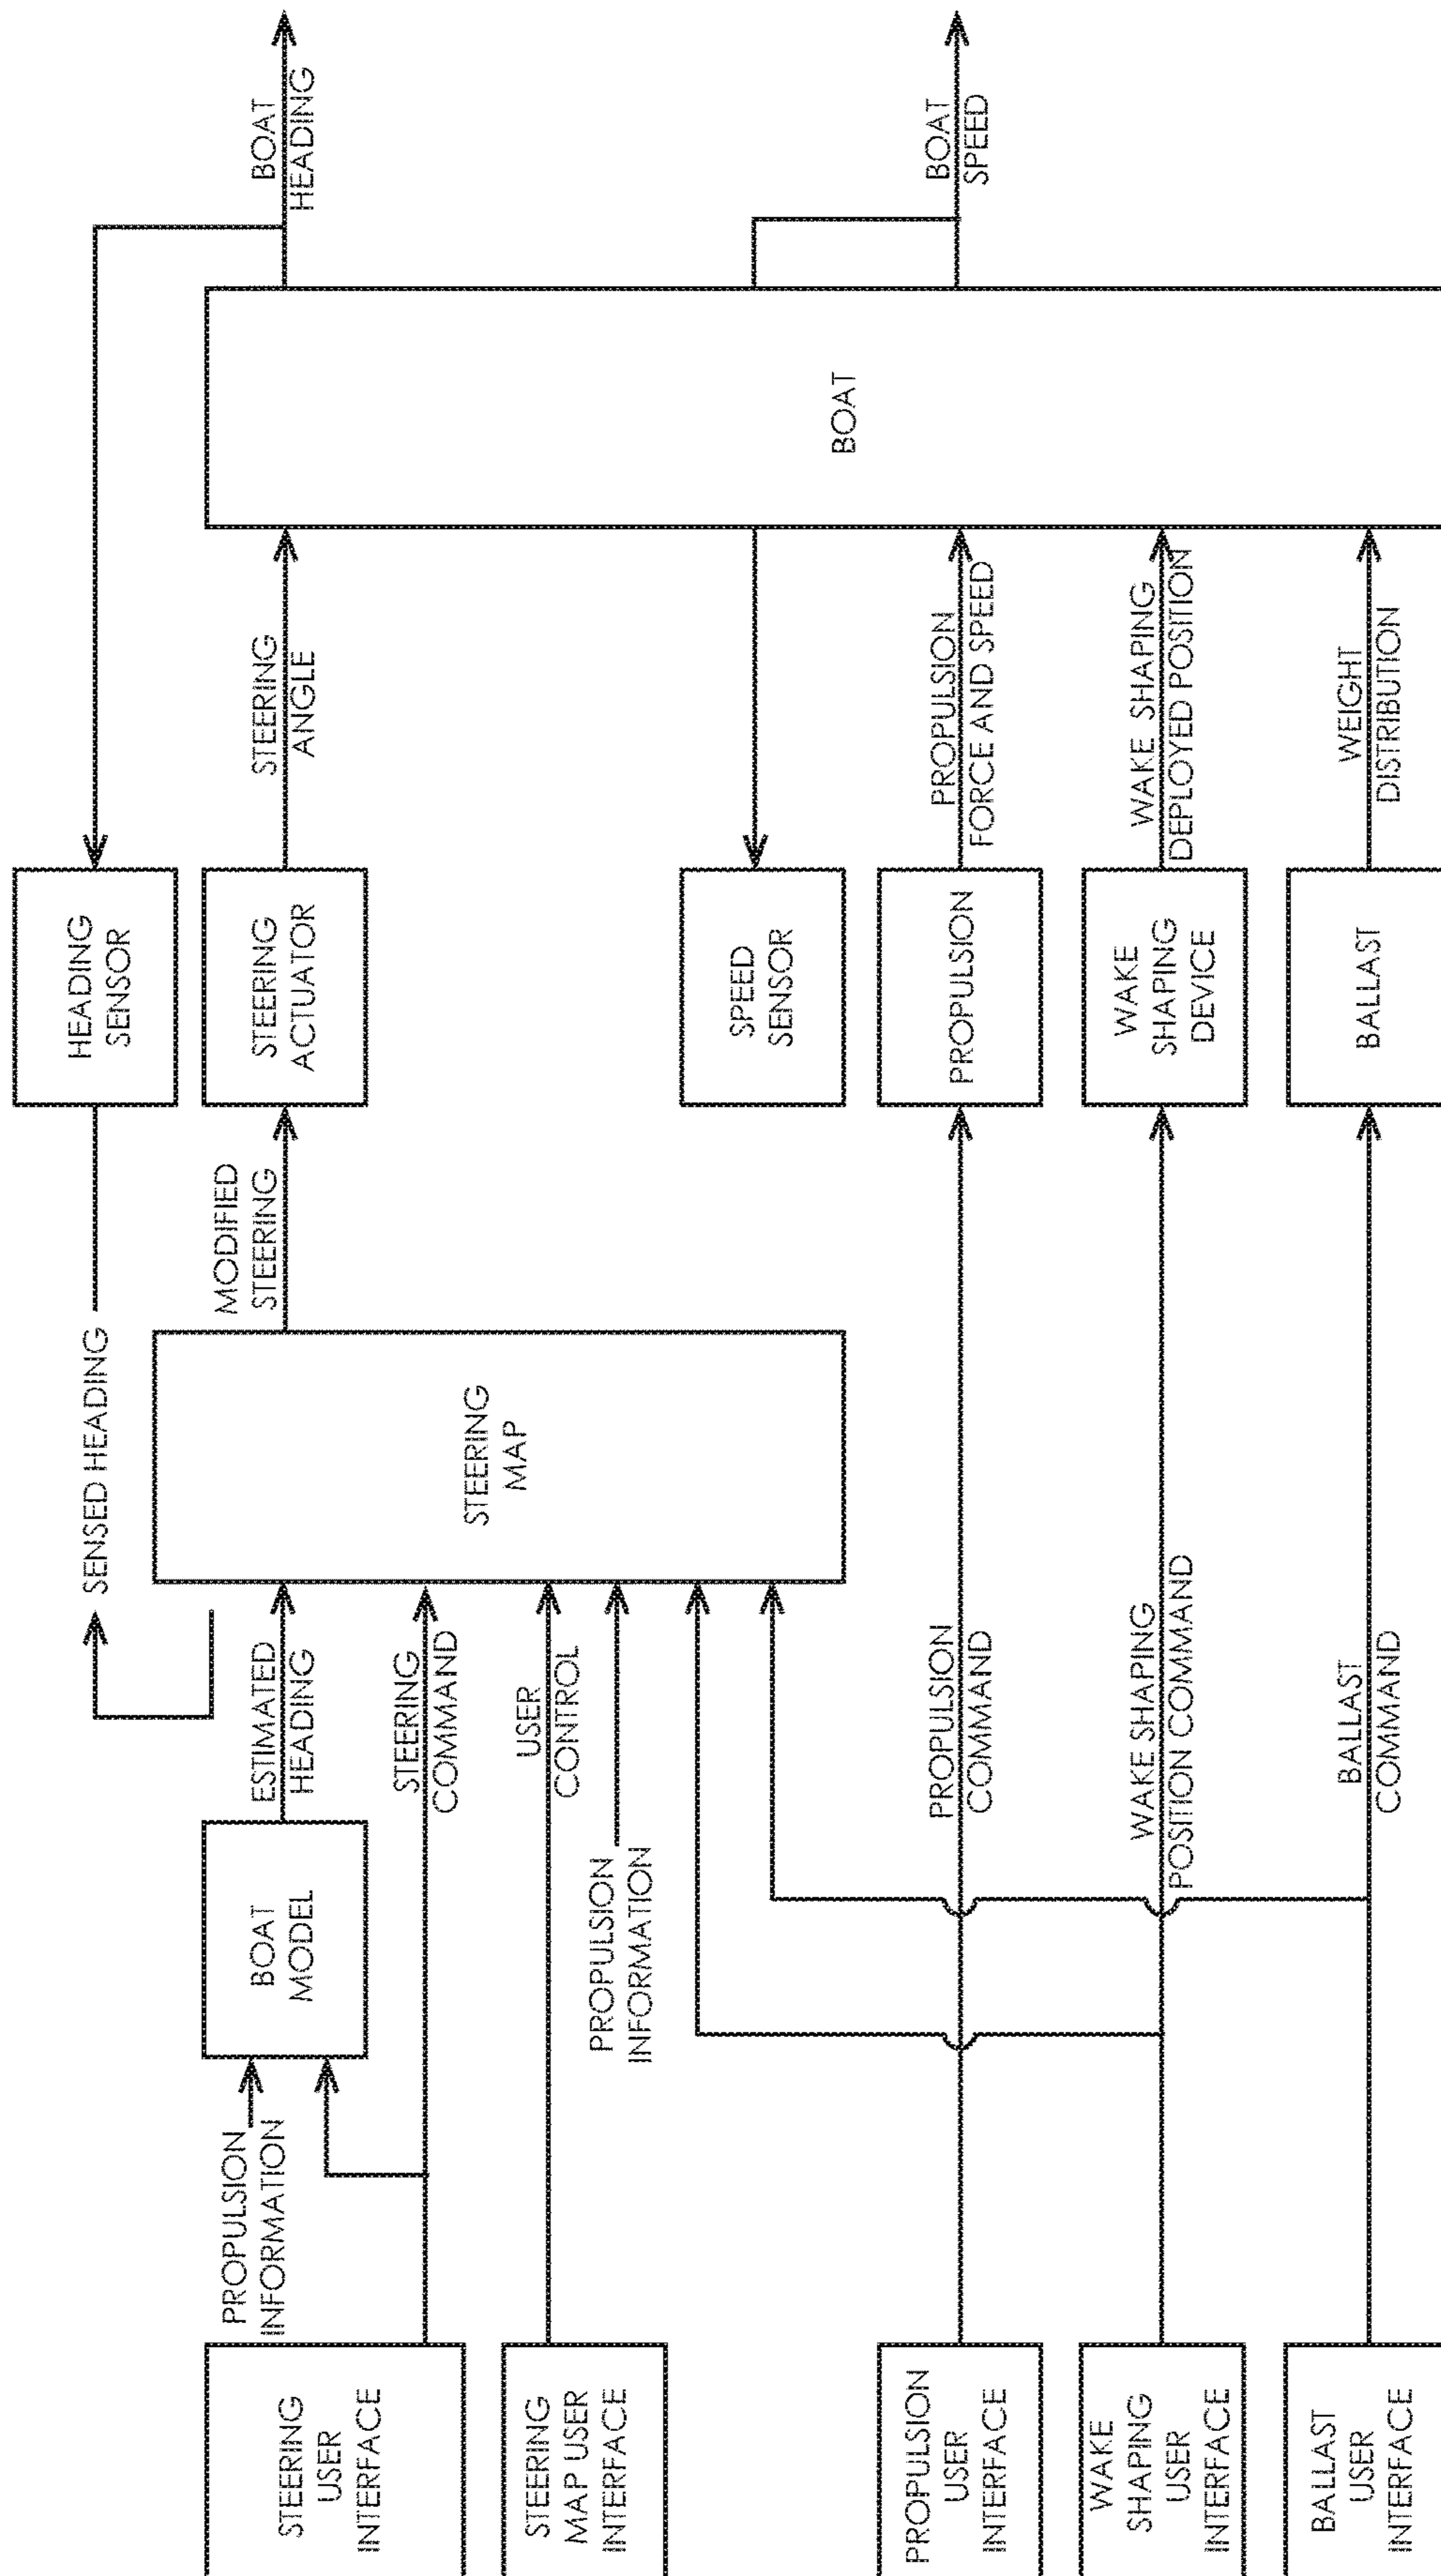 HEADING
SENSOR
SENSED HEADING
BOAT
HEADING
PROPULSION
INFORMATION
BOAT
MODEL
ESTIMATED
HEADING
MODIFIED
STEERING
STEERING
ACTUATOR
STEERING
ANGLE
STEERING
USER
INTERFACE
STEERING
COMMAND
STEERING
MAP
STEERING
MAP USER
INTERFACE
USER
CONTROL
PROPULSION
INFORMATION
SPEED
SENSOR
BOAT
BOAT
SPEED
PROPULSION
USER
INTERFACE
PROPULSION
COMMAND
PROPULSION
PROPULSION
FORCE AND SPEED
WAKE
SHAPING
USER
INTERFACE
WAKE SHAPING
POSITION COMMAND
WAKE
SHAPING
DEVICE
WAKE SHAPING
DEPLOYED POSITION
BALLAST
USER
INTERFACE
BALLAST
COMMAND
BALLAST
WEIGHT
DISTRIBUTION